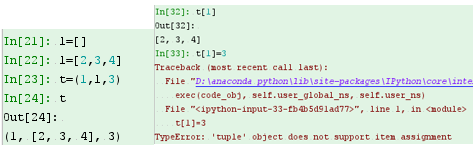 In[21]: l=[]
In[22]: l=[2,3,4]
In[23]: t=(1,l,3)
In[24]: t
Out[24]:
(1, [2, 3, 4], 3)
In[32]: t[1]
Out[32]:
[2, 3, 4]
In[33]: t[1]=3
Traceback (most recent call last):
File "D:\anaconda python\lib\site-packages\IPython\core\inte
exec(code_obj, self.user_global_ns, self.user_ns)
File "<ipython-input-33-fb4b5d91ad77>", line 1, in <module>
t[1]=3
TypeError: 'tuple' object does not support item assignment